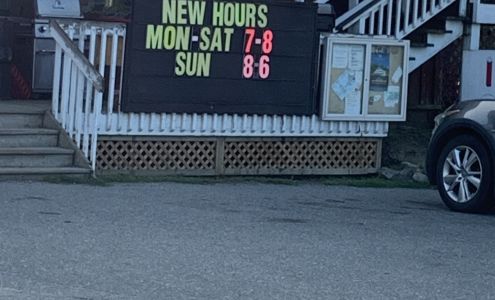 NEW HOURS
MON-SAT 7-8
SUN 8-6